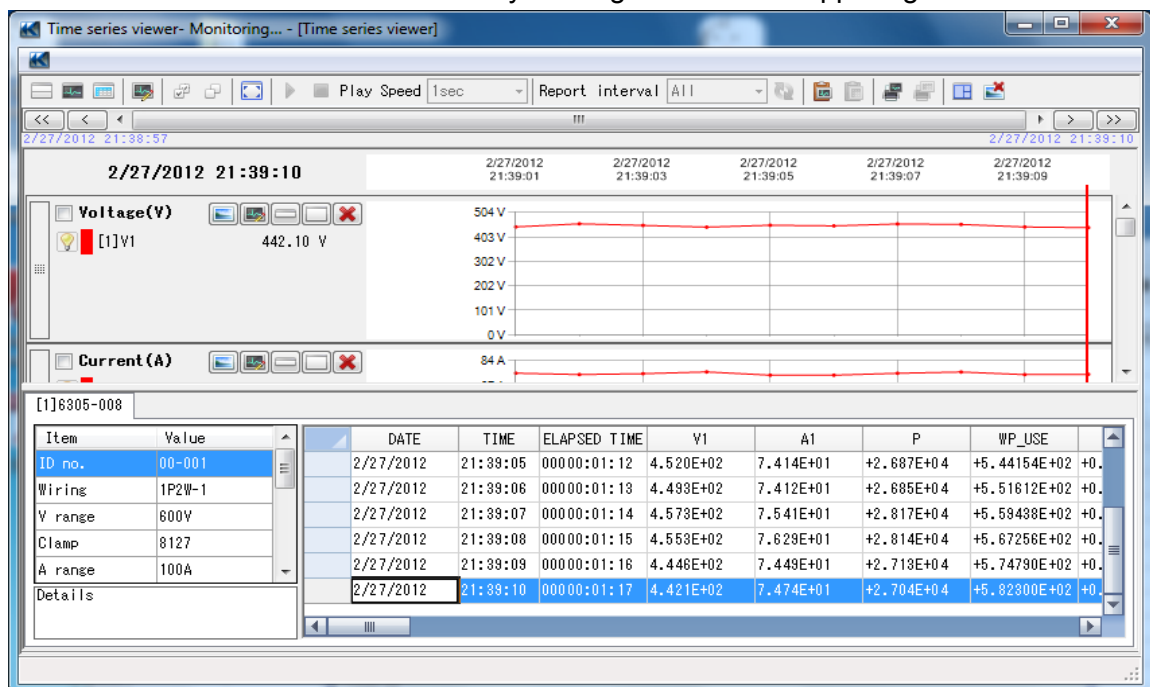 Time series viewer- Monitoring... - [Time series viewer]
Play Speed 1sec Report interval All
<< < > >>
2/27/2012 21:38:57 2/27/2012 21:39:10
2/27/2012 21:39:10
2/27/2012 2/27/2012 2/27/2012 2/27/2012 2/27/2012
21:39:01 21:39:03 21:39:05 21:39:07 21:39:09
Voltage(V)
[1]V1 442.10 V
504 V
403 V
302 V
202 V
101 V
0 V
Current(A)
84 A
[1]6305-008
Item Value
ID no. 00-001
Wiring 1P2W-1
V range 600V
Clamp 8127
A range 100A
Details
DATE TIME ELAPSED TIME V1 A1 P WP_USE
2/27/2012 21:39:05 00000:01:12 4.520E+02 7.414E+01 +2.687E+04 +5.44154E+02 +0.
2/27/2012 21:39:06 00000:01:13 4.493E+02 7.412E+01 +2.685E+04 +5.51612E+02 +0.
2/27/2012 21:39:07 00000:01:14 4.573E+02 7.541E+01 +2.817E+04 +5.59438E+02 +0.
2/27/2012 21:39:08 00000:01:15 4.553E+02 7.629E+01 +2.814E+04 +5.67256E+02 +0.
2/27/2012 21:39:09 00000:01:16 4.446E+02 7.449E+01 +2.713E+04 +5.74790E+02 +0.
2/27/2012 21:39:10 00000:01:17 4.421E+02 7.474E+01 +2.704E+04 +5.82300E+02 +0.